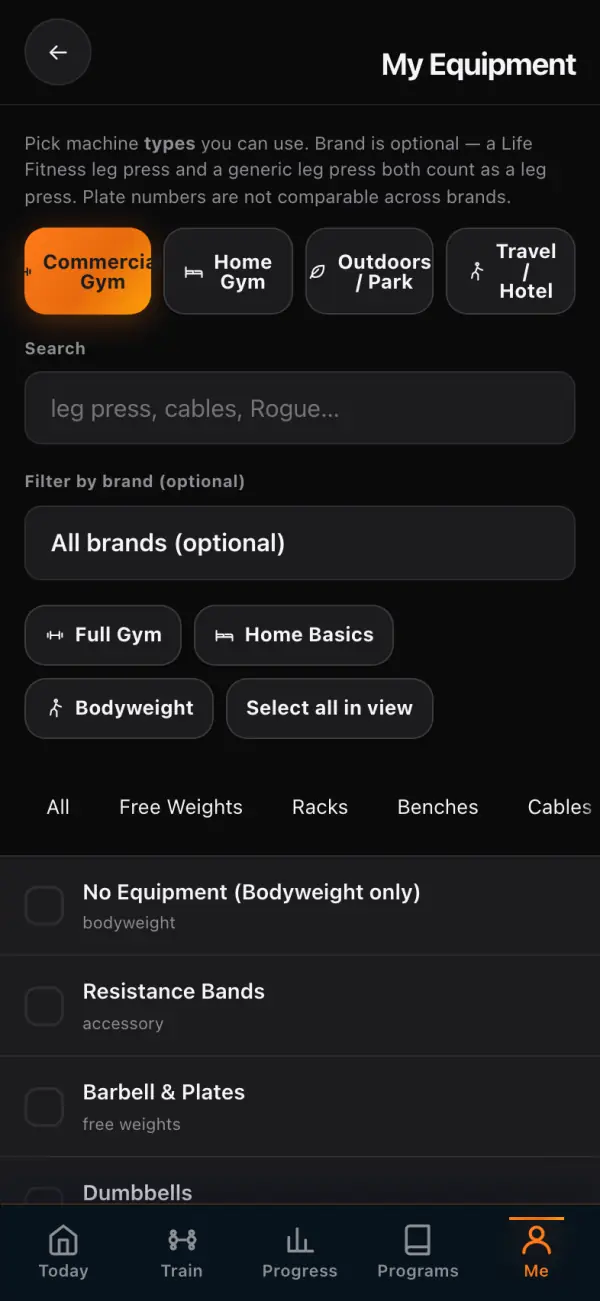 My Equipment
Pick machine types you can use. Brand is optional — a Life
Fitness leg press and a generic leg press both count as a leg
press. Plate numbers are not comparable across brands.
Commercia
Gym
Home
Gym
Outdoors
/ Park
Travel
/
Hotel
Search
leg press, cables, Rogue...
Filter by brand (optional)
All brands (optional)
Full Gym
Home Basics
Bodyweight
Select all in view
All
Free Weights
Racks
Benches
Cables
No Equipment (Bodyweight only)
bodyweight
Resistance Bands
accessory
Barbell & Plates
free weights
Dumbbells
Today
Train
Progress
Programs
Me